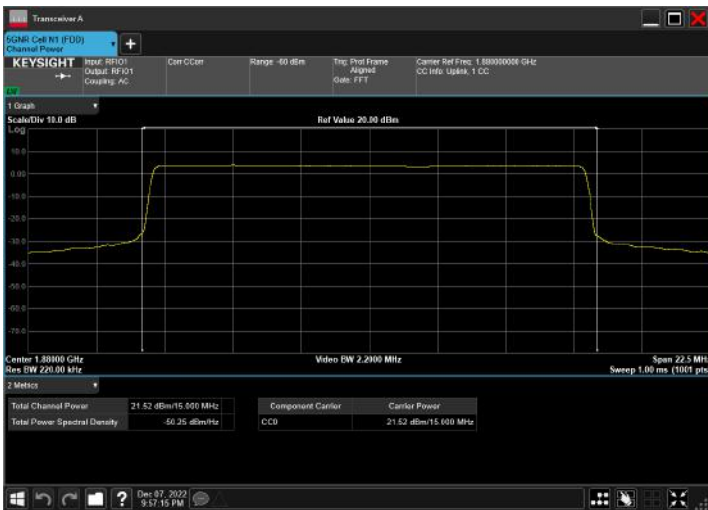 Transceiver A
5GNR Cell N1 (FDD)
Channel Power
KEYSIGHT
Input: RFIO1
Output: RFIO1
Coupling: AC
Corr CCorr
Range: -60 dBm
Gate: FFT
Carrier Ref Freq: 1.880000000 GHz
CC Info: Uplink, 1 CC
1 Graph
Scale/Div 10.0 dB
Ref Value 20.00 dBm
Log
10.0
0.00
-10.0
-20.0
-30.0
-40.0
-50.0
-60.0
-70.0
Center 1.88000 GHz
Video BW 2.2000 MHz
Span 22.5 MHz
Res BW 220.00 kHz
Sweep 1.00 ms (1001 pts
2 Metrics
Total Channel Power 21.52 dBm/15.000 MHz
Total Power Spectral Density -50.25 dBm/Hz
Component Carrier Carrier Power
CC0 21.52 dBm/15.000 MHz
Dec 07, 2022
9:57:15 PM